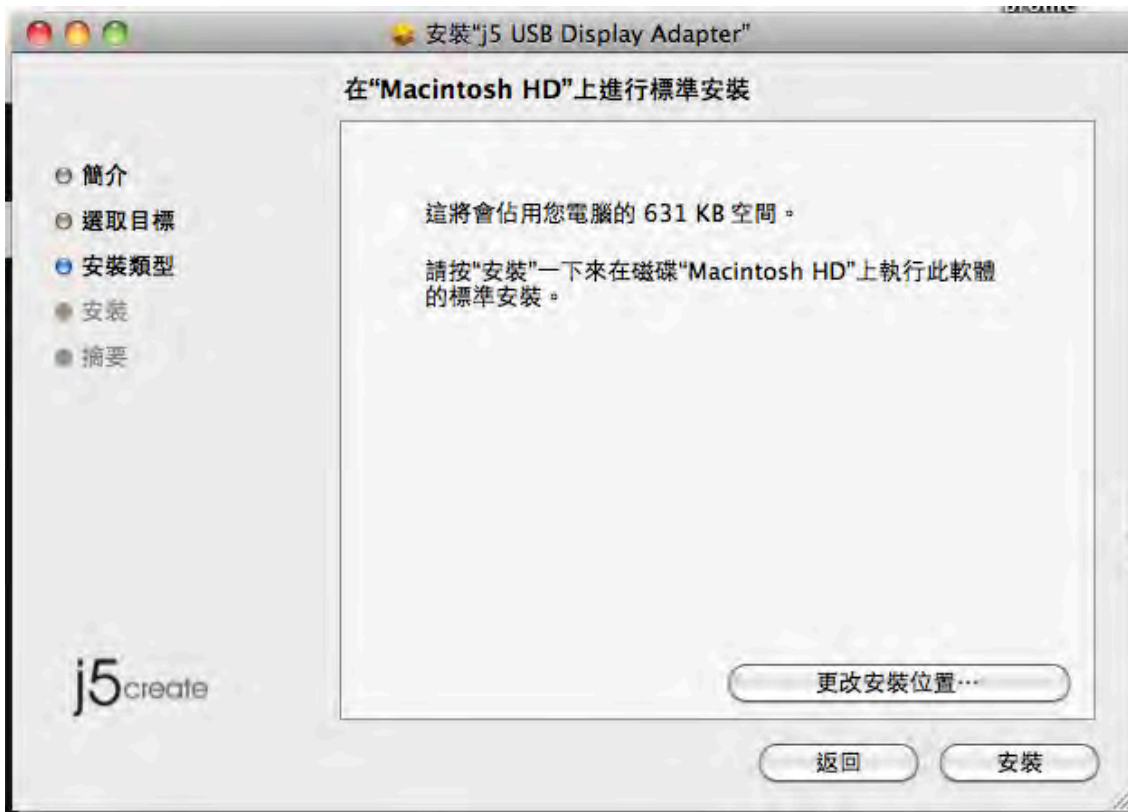 安裝“j5 USB Display Adapter”
在“Macintosh HD”上進行標準安裝
簡介
選取目標
安裝類型
安裝
摘要
這將會佔用您電腦的 631 KB 空間。
請按“安裝”一下來在磁碟“Macintosh HD”上執行此軟體
的標準安裝。
j5create
更改安裝位置…
返回
安裝